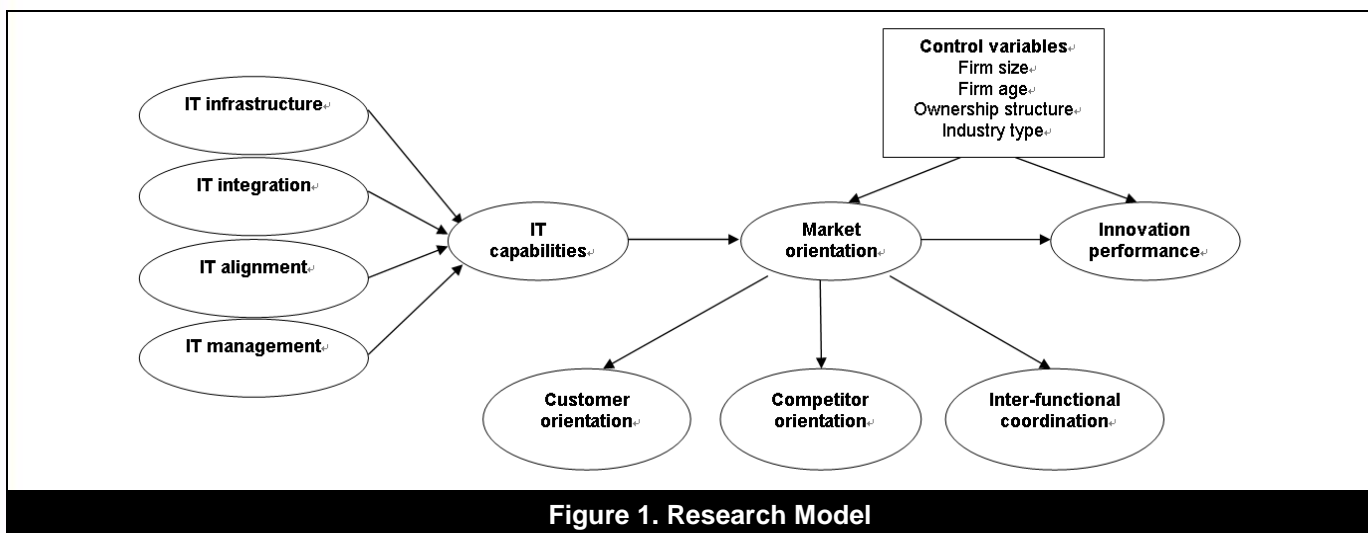 Control variables
Firm size
Firm age
Ownership structure
Industry type
IT infrastructure
IT integration
IT alignment
IT management
IT
capabilities
Market
orientation
Innovation
performance
Customer
orientation
Competitor
orientation
Inter-functional
coordination
Figure 1. Research Model